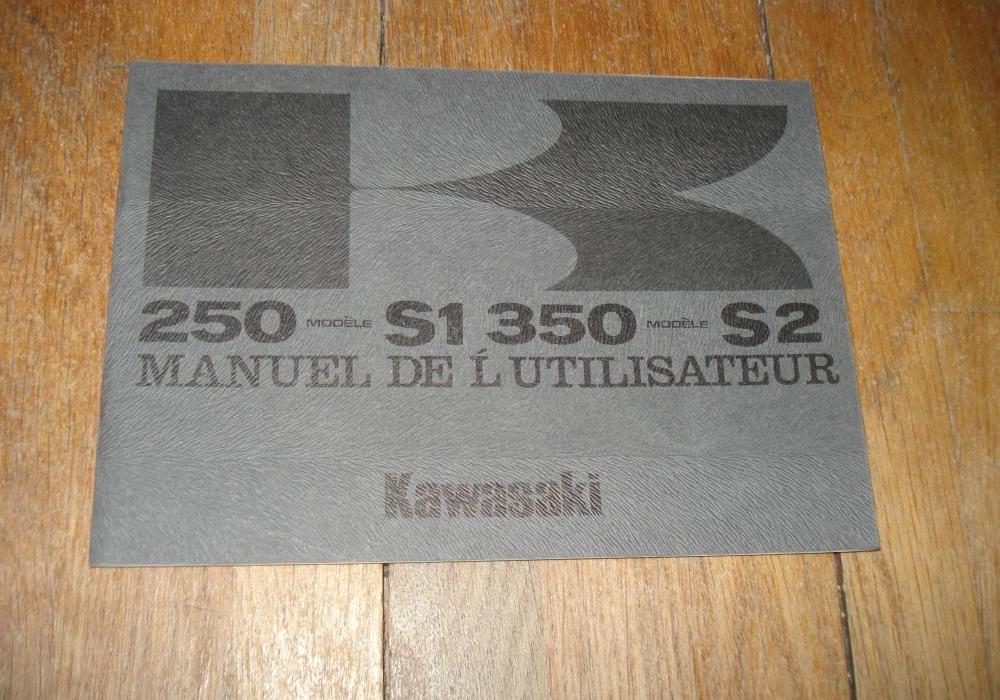 250 MODÈLE S1 350 MODÈLE S2
MANUEL DE L´UTILISATEUR
Kawasaki